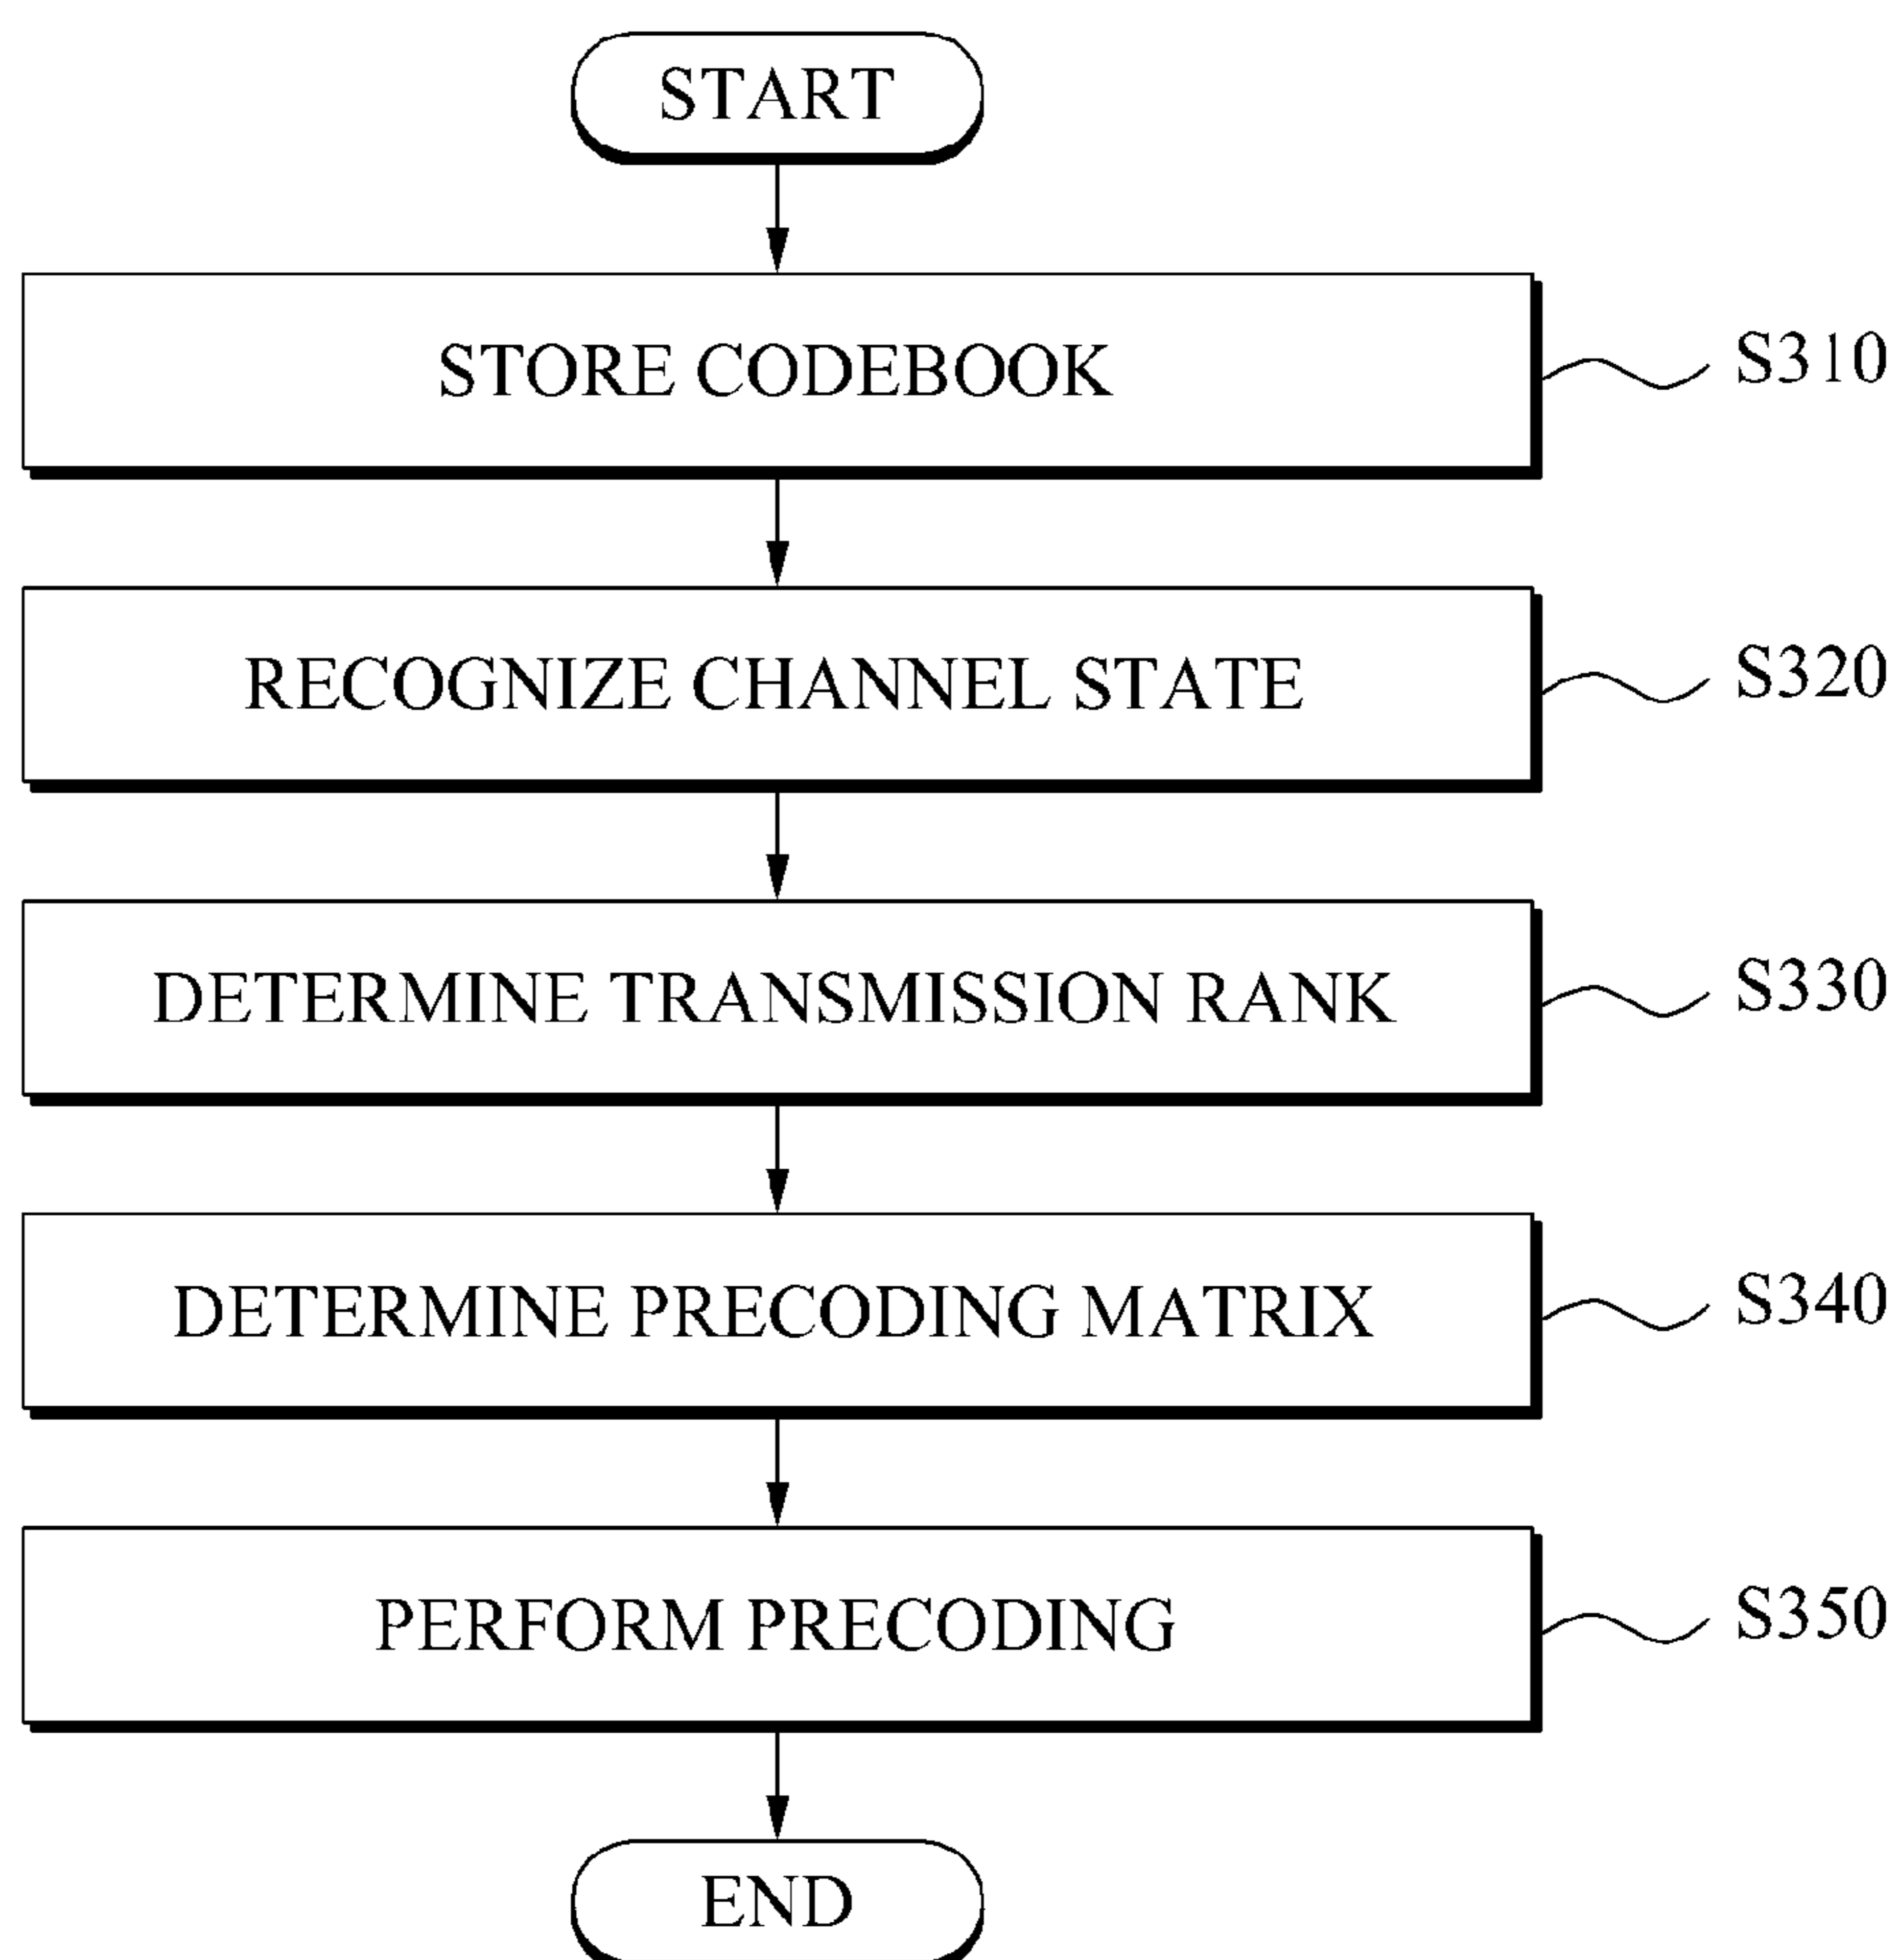 START
STORE CODEBOOK
S310
RECOGNIZE CHANNEL STATE
S320
DETERMINE TRANSMISSION RANK
S330
DETERMINE PRECODING MATRIX
S340
PERFORM PRECODING
S350
END